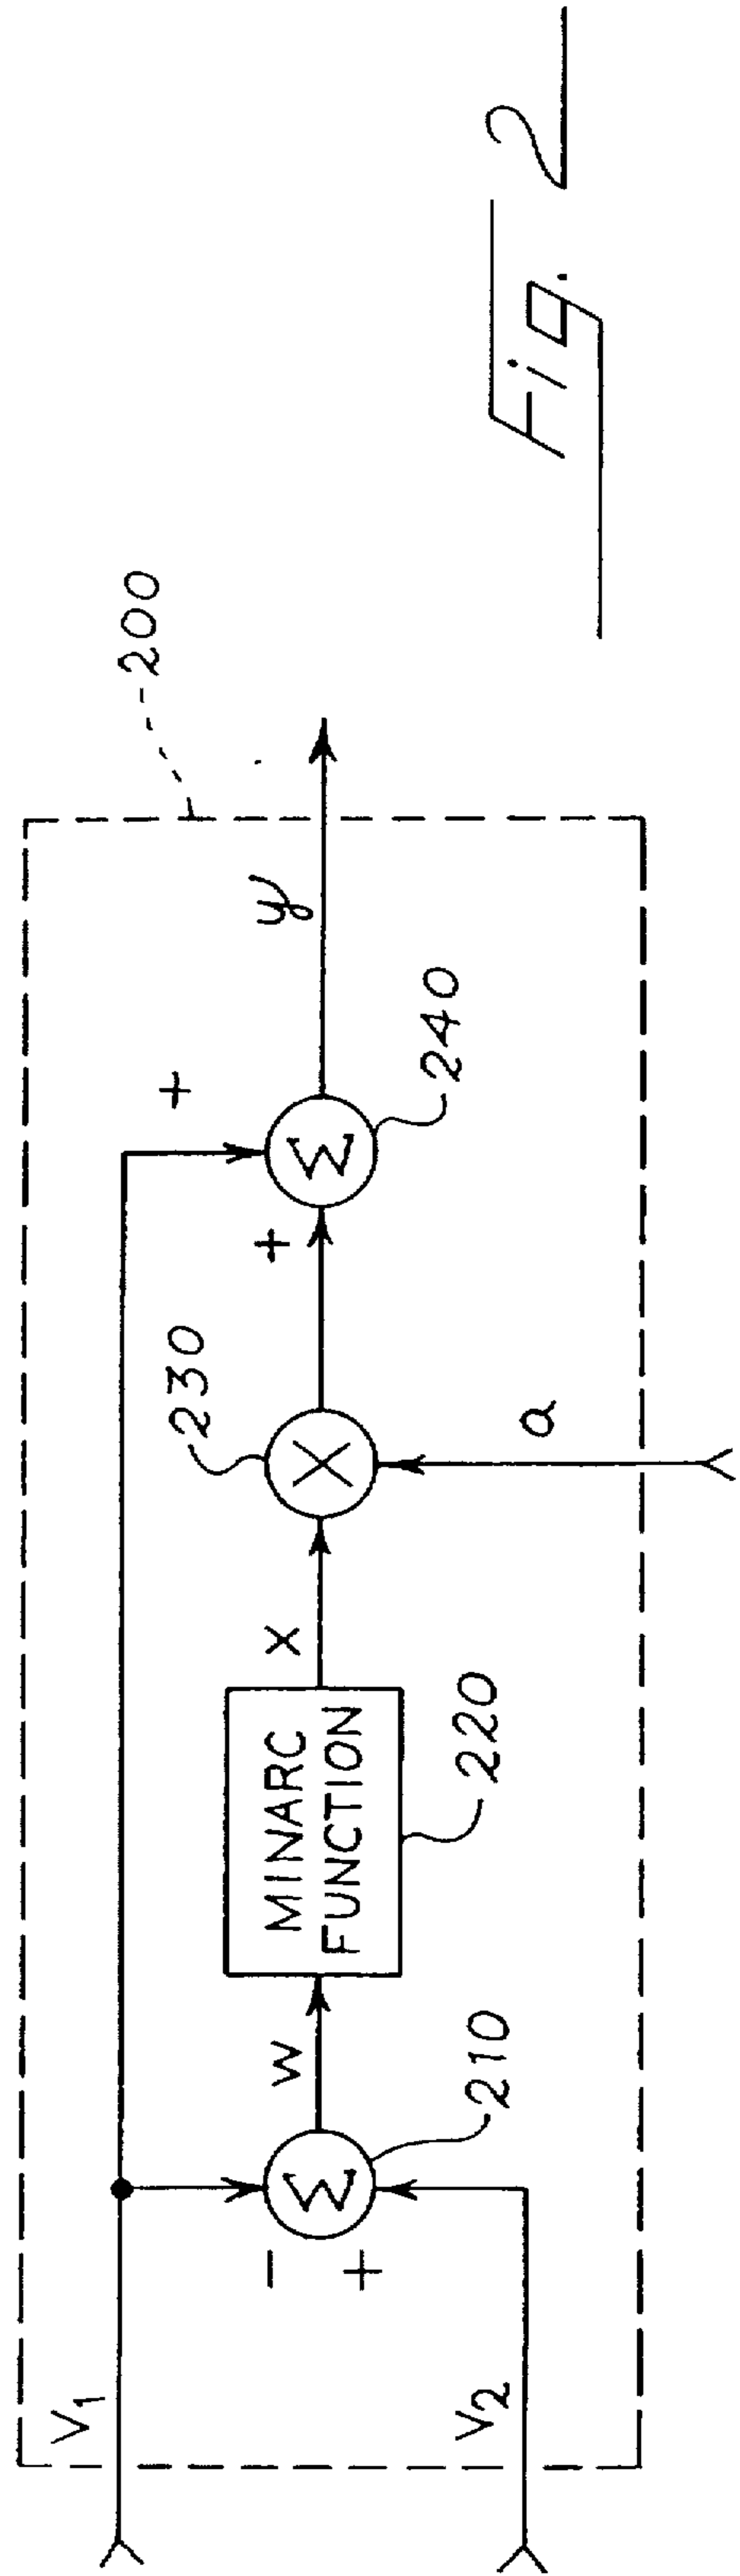 200
V1
+
y
-
+
W
MINARC
FUNCTION
X
230
X
+
Σ
240
Σ
210
220
a
V2
Fig. 2